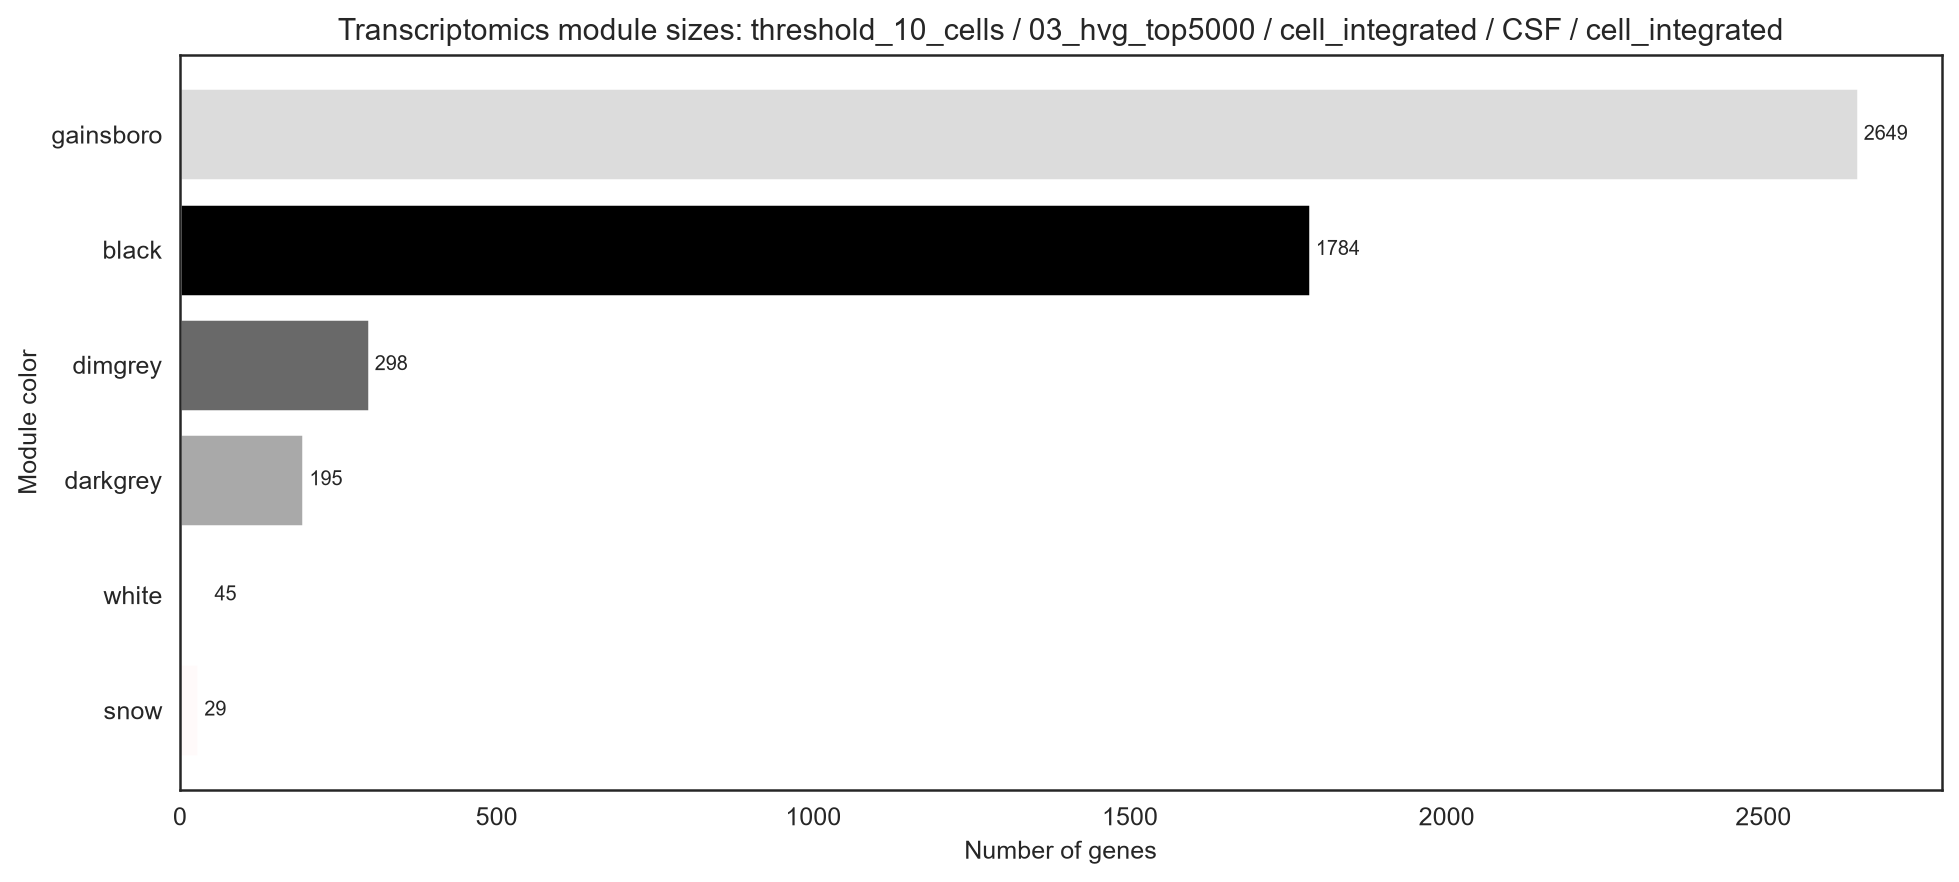 Transcriptomics module sizes: threshold_10_cells / 03_hvg_top5000 / cell_integrated / CSF / cell_integrated
gainsboro
2649
black
1784
dimgrey
298
darkgrey
195
white
45
snow
29
Module color
0 500 1000 1500 2000 2500
Number of genes